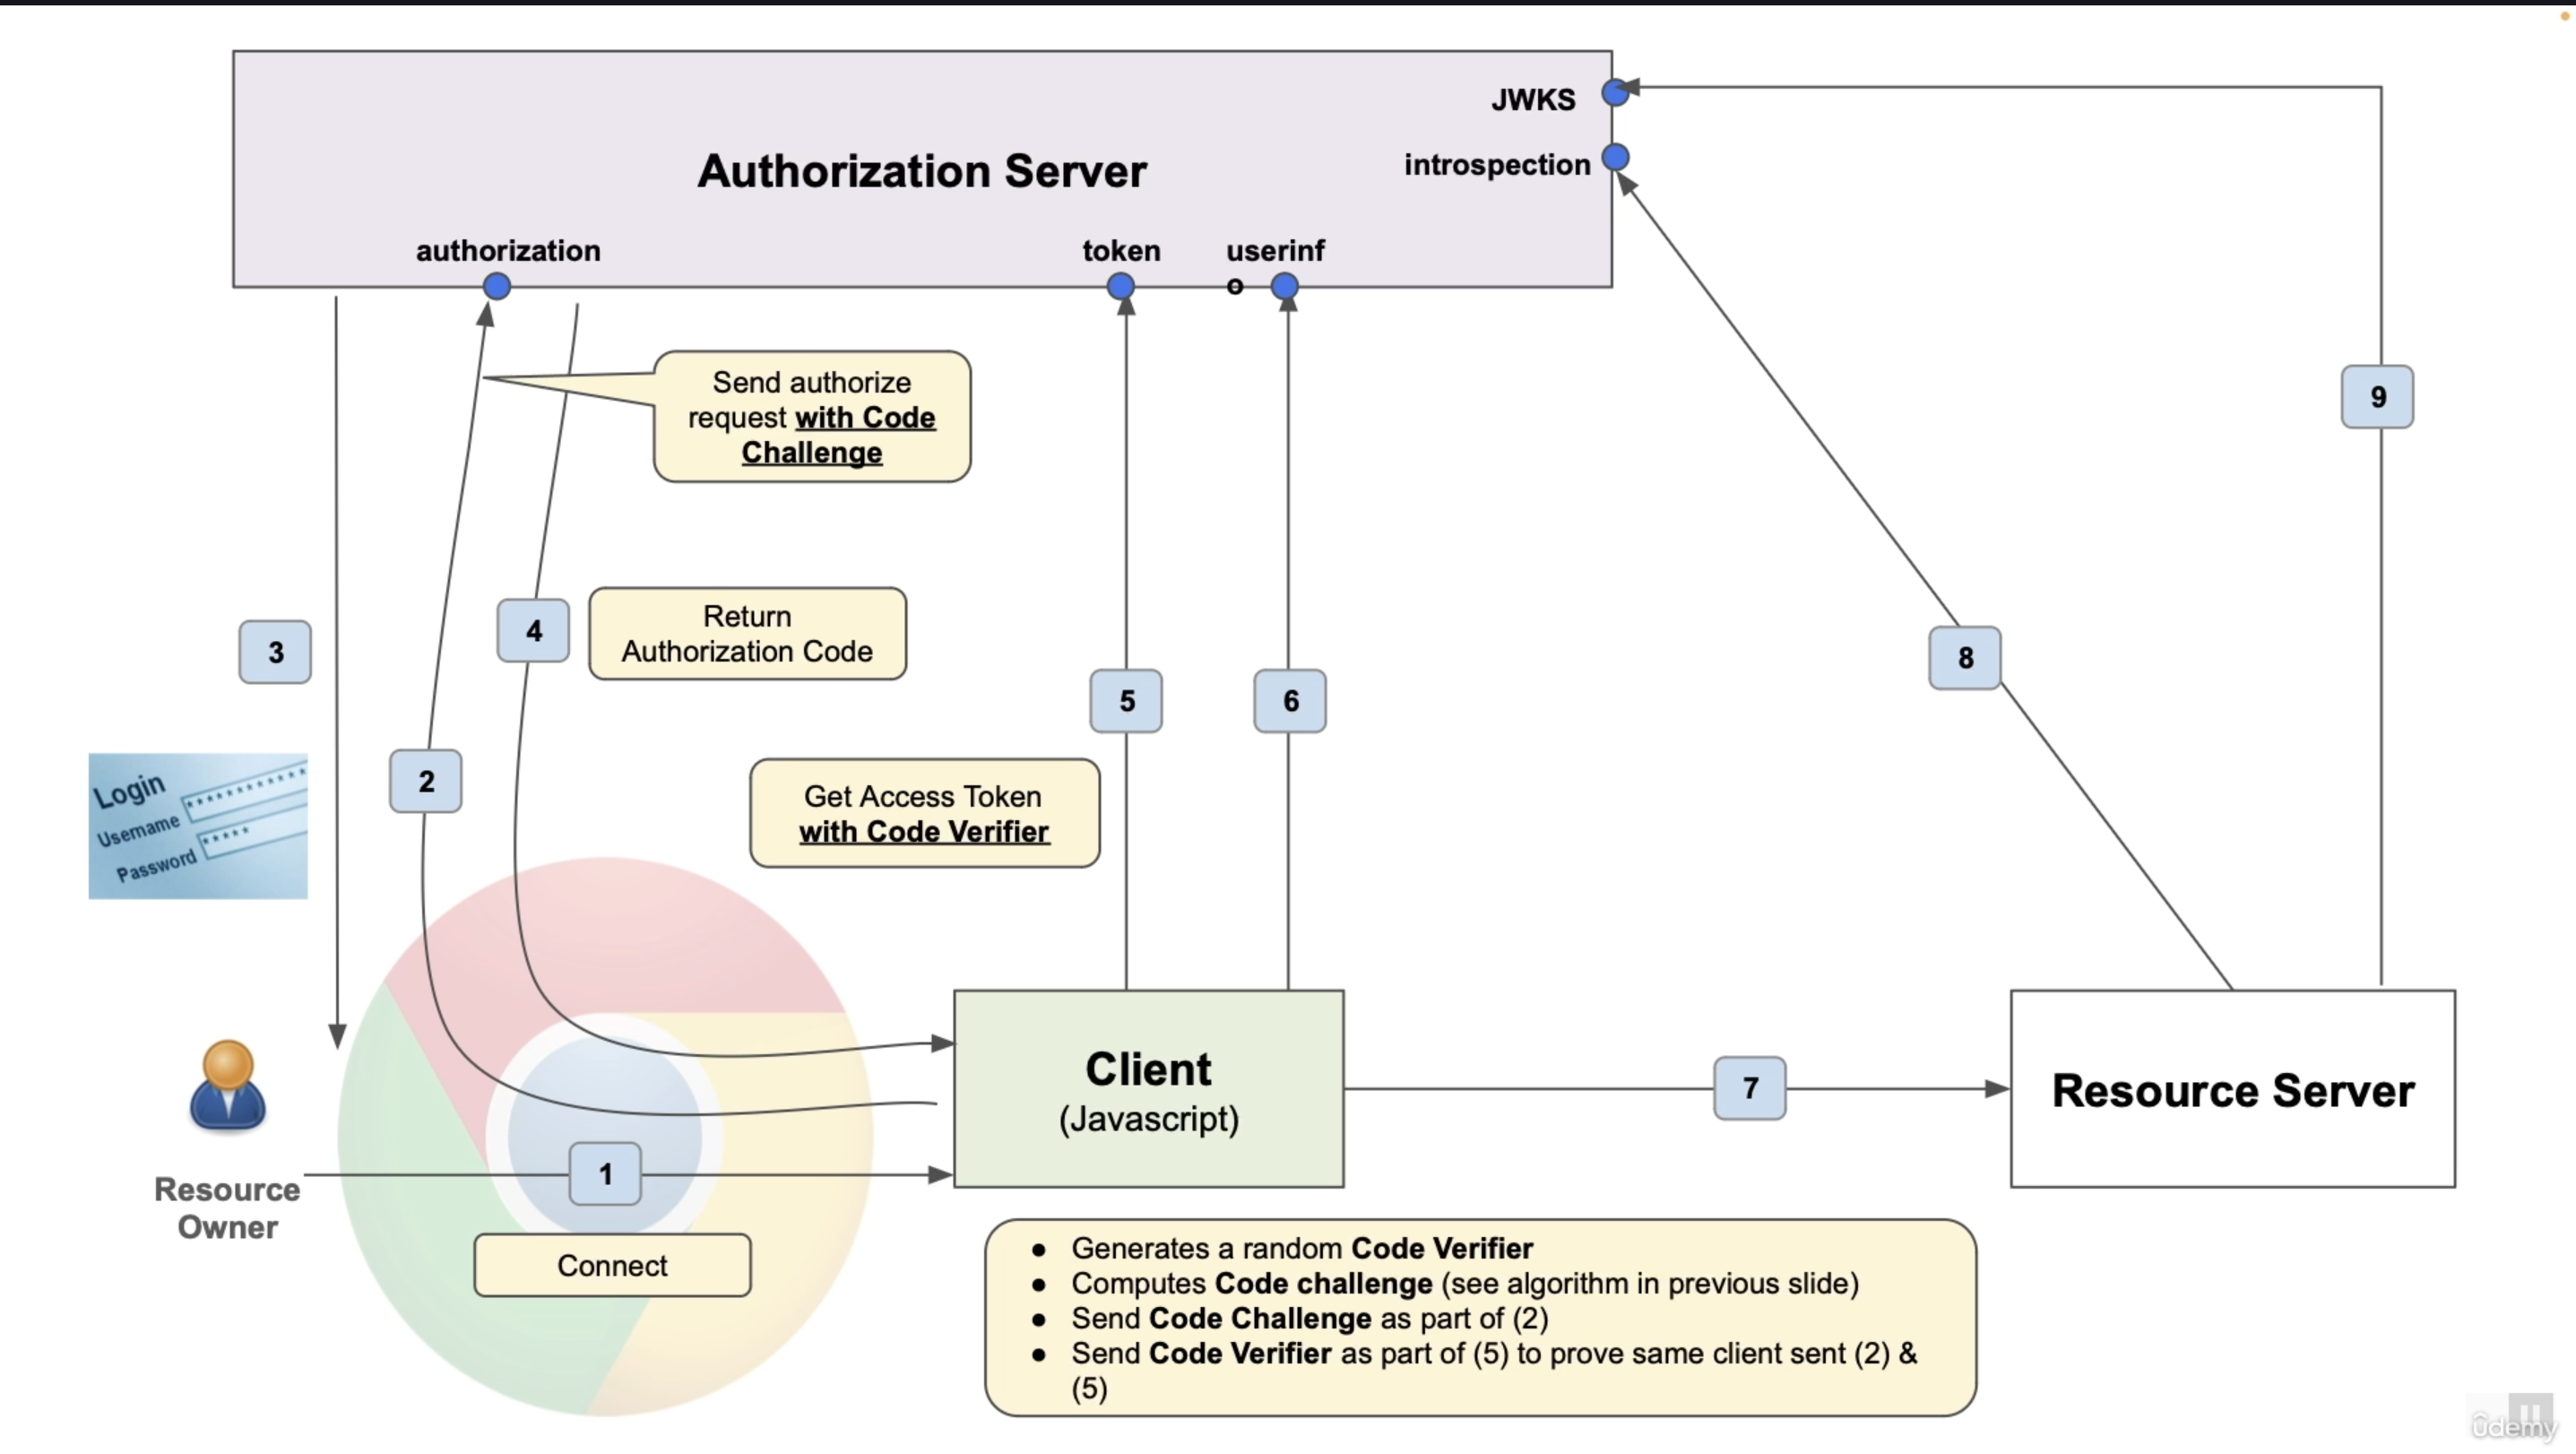 JWKS
Authorization Server
introspection
authorization
token
userinf
o
Send authorize
request with Code
Challenge
9
3
4
Return
Authorization Code
8
5
6
2
Login
Username
Password
Get Access Token
with Code Verifier
Client
(Javascript)
7
Resource Server
1
Resource
Owner
Connect
● Generates a random Code Verifier
● Computes Code challenge (see algorithm in previous slide)
● Send Code Challenge as part of (2)
● Send Code Verifier as part of (5) to prove same client sent (2) &
(5)
ûdemy